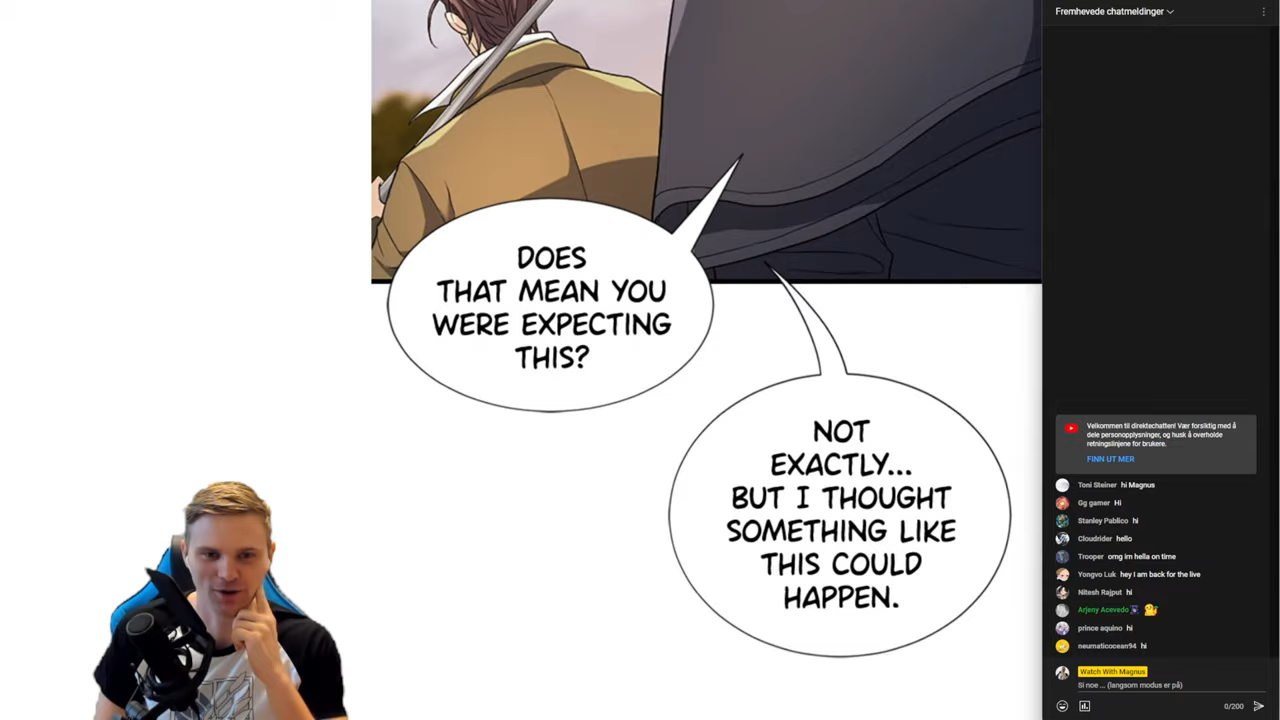 DOES
THAT MEAN YOU
WERE EXPECTING
THIS?
NOT
EXACTLY...
BUT I THOUGHT
SOMETHING LIKE
THIS COULD
HAPPEN.
Fremhevede chatmeldinger
Velkommen til direktechatten! Vær forsiktig med å
dele personopplysninger, og husk å overholde
retningslinjene for brukere.
FINN UT MER
Toni Steiner hi Magnus
Gg gamer Hi
Stanley Pablico hi
Cloudrider hello
Trooper omg im hella on time
Yongvo Luk hey I am back for the live
Nitesh Rajput hi
Arjeny Acevedo
prince aquino hi
neumaticocean94 hi
Watch With Magnus
Si noe ... (langsom modus er på)
0/200